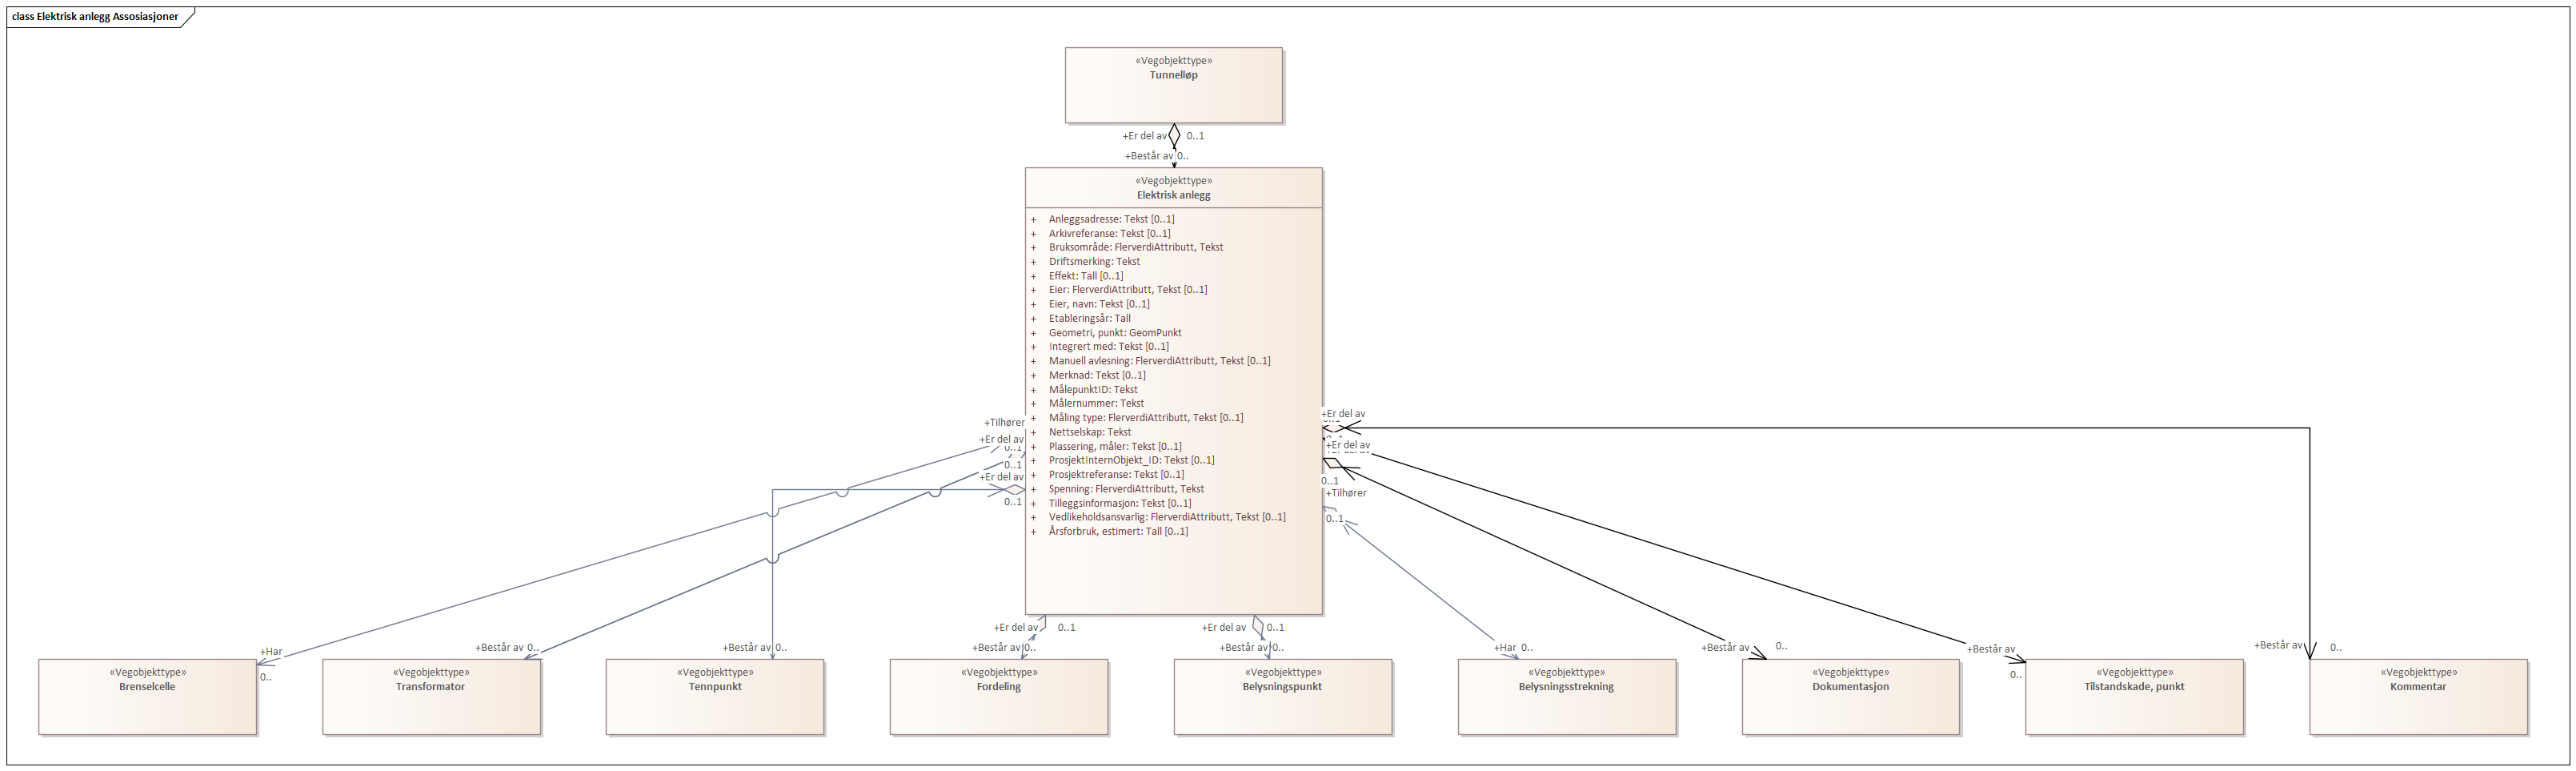 class Elektrisk anlegg Assosiasjoner
«Vegobjekttype»
Tunnelløp
+Er del av 0..1
+Består av 0..
«Vegobjekttype»
Elektrisk anlegg
+ Anleggsadresse: Tekst [0..1]
+ Arkivreferanse: Tekst [0..1]
+ Bruksområde: FlerverdiAttributt, Tekst
+ Driftsmerking: Tekst
+ Effekt: Tall [0..1]
+ Eier: FlerverdiAttributt, Tekst [0..1]
+ Eier, navn: Tekst [0..1]
+ Etableringsår: Tall
+ Geometri, punkt: GeomPunkt
+ Integrert med: Tekst [0..1]
+ Manuell avlesning: FlerverdiAttributt, Tekst [0..1]
+ Merknad: Tekst [0..1]
+ MålepunktID: Tekst
+ Målernummer: Tekst
+ Måling type: FlerverdiAttributt, Tekst [0..1]
+ Nettselskap: Tekst
+ Plassering, måler: Tekst [0..1]
+ ProsjektInternObjekt_ID: Tekst [0..1]
+ Prosjektreferanse: Tekst [0..1]
+ Spenning: FlerverdiAttributt, Tekst
+ Tilleggsinformasjon: Tekst [0..1]
+ Vedlikeholdsansvarlig: FlerverdiAttributt, Tekst [0..1]
+ Årsforbruk, estimert: Tall [0..1]
+Tilhører
+Er del av
0..1
0..1
+Er del av
0..1
+Er del av
+Er del av
0..1
+Tilhører
0..1
+Er del av 0..1
+Er del av 0..1
+Har
0..
+Består av 0..
+Består av 0..
+Består av 0..
+Består av 0..
+Har 0..
+Består av 0..
+Består av
0..
+Består av 0..
«Vegobjekttype»
Brenselcelle
«Vegobjekttype»
Transformator
«Vegobjekttype»
Tennpunkt
«Vegobjekttype»
Fordeling
«Vegobjekttype»
Belysningspunkt
«Vegobjekttype»
Belysningsstrekning
«Vegobjekttype»
Dokumentasjon
«Vegobjekttype»
Tilstandskade, punkt
«Vegobjekttype»
Kommentar